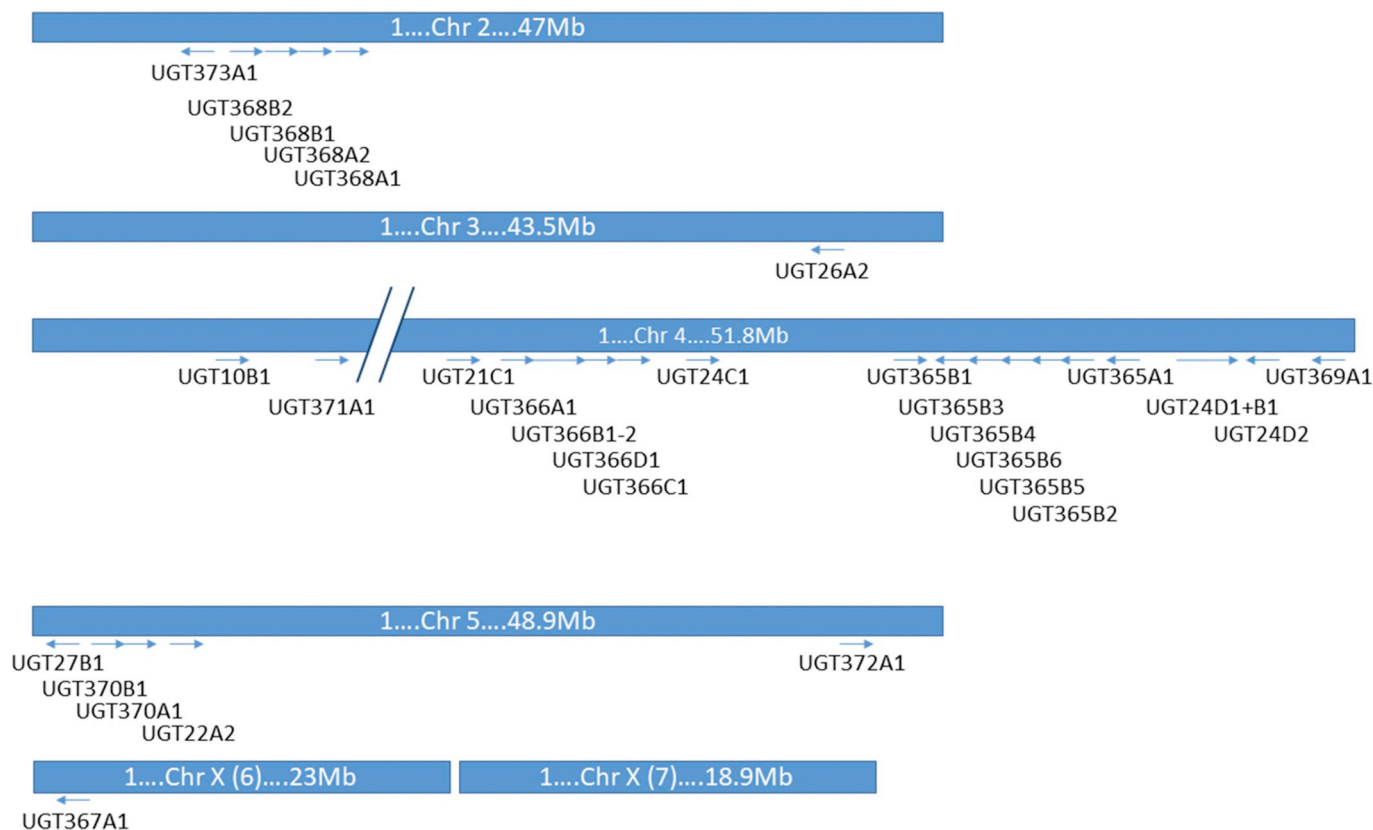 1....Chr 2....47Mb
UGT373A1
UGT368B2
UGT368B1
UGT368A2
UGT368A1
1....Chr 3....43.5Mb
UGT26A2
1....Chr 4....51.8Mb
UGT10B1 UGT21C1 UGT24C1 UGT365B1 UGT365A1 UGT369A1
UGT371A1 UGT366A1 UGT365B3 UGT24D1+B1
UGT366B1-2 UGT365B4 UGT24D2
UGT366D1 UGT365B6
UGT366C1 UGT365B5
UGT365B2
1....Chr 5....48.9Mb
UGT27B1 UGT372A1
UGT370B1
UGT370A1
UGT22A2
1....Chr X (6)....23Mb 1....Chr X (7)....18.9Mb
UGT367A1